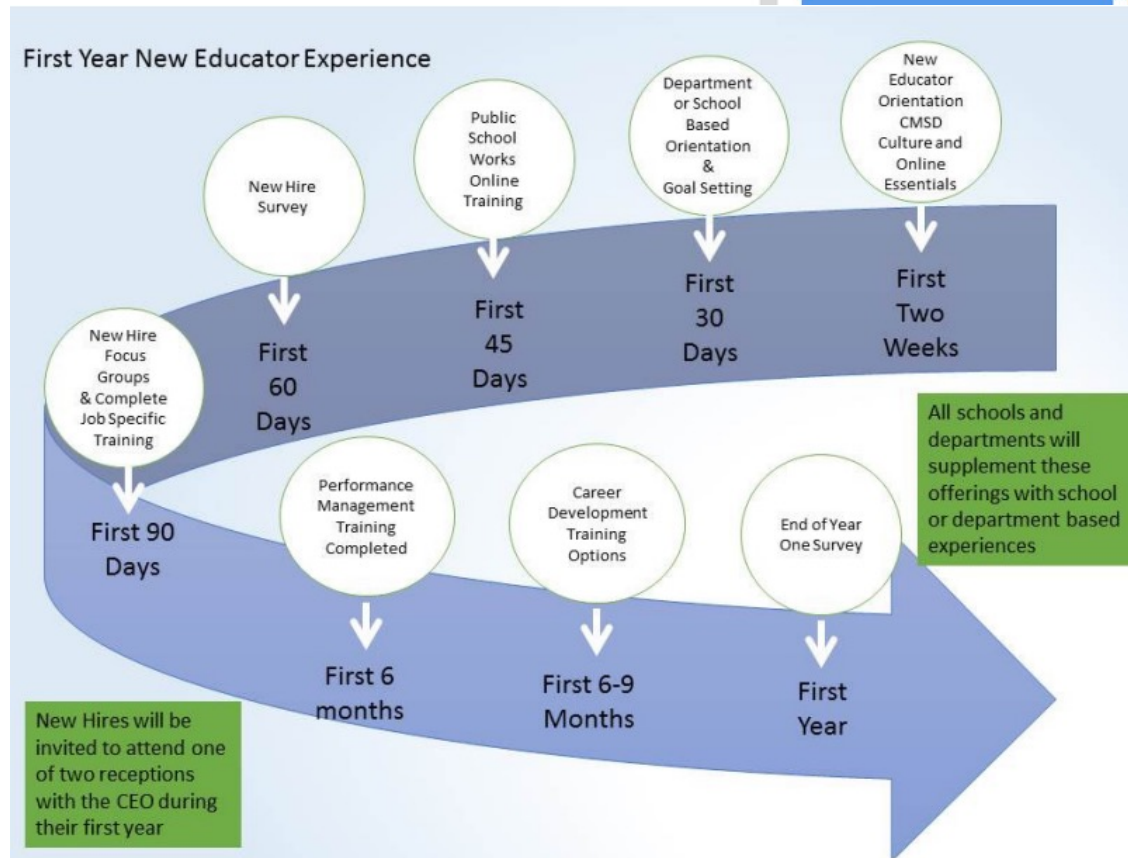 First Year New Educator Experience
New
Educator
Orientation
CMSD
Culture and
Online
Essentials
First
Two
Weeks
Department
or School
Based
Orientation
&
Goal Setting
First
30
Days
Public
School
Works
Online
Training
First
45
Days
New Hire
Survey
First
60
Days
New Hire
Focus
Groups
& Complete
Job Specific
Training
First 90
Days
Performance
Management
Training
Completed
First 6
months
Career
Development
Training
Options
First 6-9
Months
End of Year
One Survey
First
Year
All schools and
departments will
supplement these
offerings with school
or department based
experiences
New Hires will be
invited to attend one
of two receptions
with the CEO during
their first year